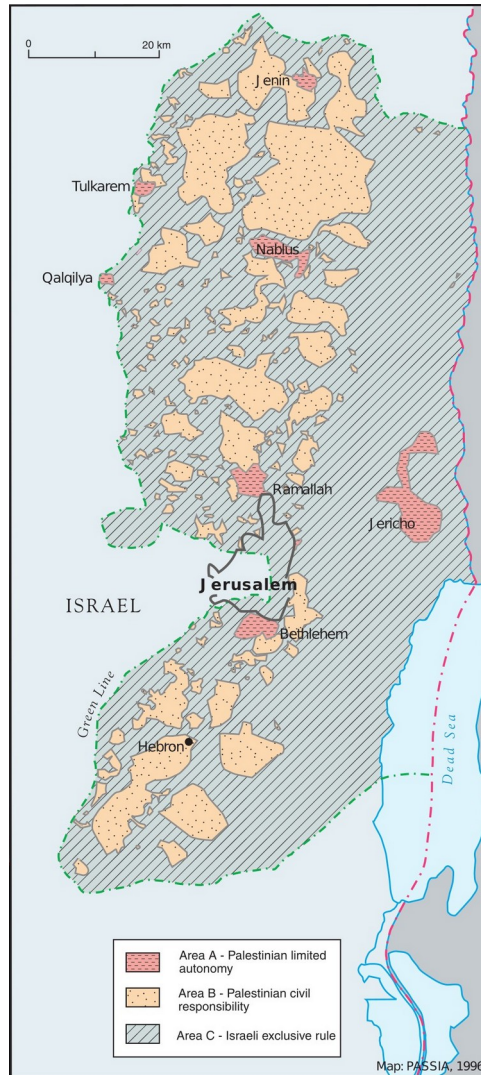 0
20 km
Jenin
Tulkarem
Nablus
Qalqilya
Ramallah
Jericho
Jerusalem
ISRAEL
Bethlehem
Green Line
Dead Sea
Hebron
Area A - Palestinian limited
autonomy
Area B - Palestinian civil
responsibility
Area C - Israeli exclusive rule
Map: PASSIA, 1996